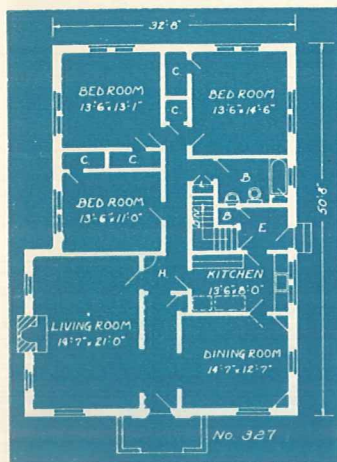 32'-8"
C.
BED ROOM
13'-6" x 13'-1"
BED ROOM
13'-6" x 14'-6"
C.
C.
C.
B
BED ROOM
13'-6" x 11'-0"
B
E
50'-8"
H.
KITCHEN
13'-6" x 8'-0"
LIVING ROOM
14'-7" x 21'-0"
DINING ROOM
14'-7" x 12'-7"
No. 327